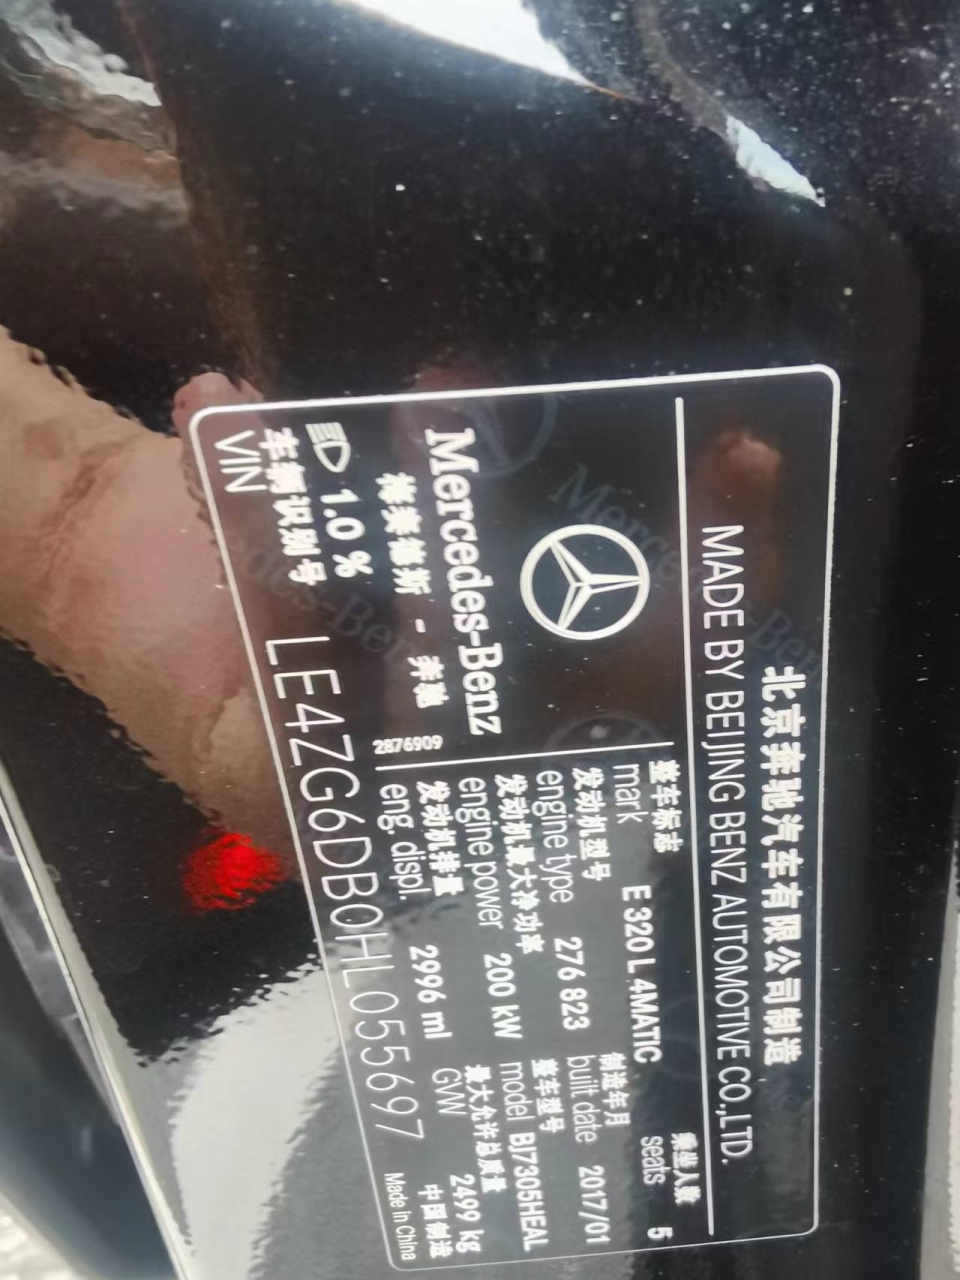 北京奔驰汽车有限公司制造
MADE BY BEIJING BENZ AUTOMOTIVE CO.,LTD.
Mercedes-Benz
梅赛德斯 - 奔驰
1.0 %
2876909
整车标志
mark E 320 L 4MATIC
乘坐人数
seats 5
发动机型号
engine type 276 823
制造年月
built date 2017/01
发动机最大净功率
engine power 200 kW
整车型号
model BJ7305HEAL
发动机排量
eng. displ. 2996 ml
最大允许总质量
GVW 2499 kg
车辆识别号
VIN LE4ZG6DB0HL055697
中国制造
Made In China